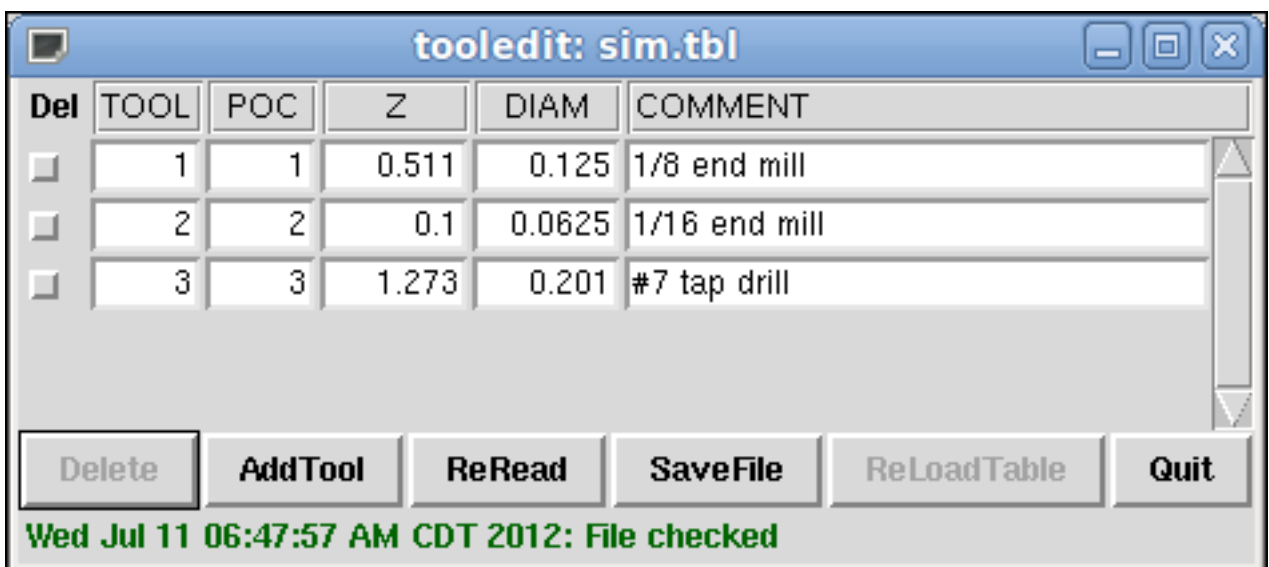 tooledit: sim.tbl
Del TOOL POC Z DIAM COMMENT
1 1 0.511 0.125 1/8 end mill
2 2 0.1 0.0625 1/16 end mill
3 3 1.273 0.201 #7 tap drill
Delete AddTool ReRead SaveFile ReLoadTable Quit
Wed Jul 11 06:47:57 AM CDT 2012: File checked